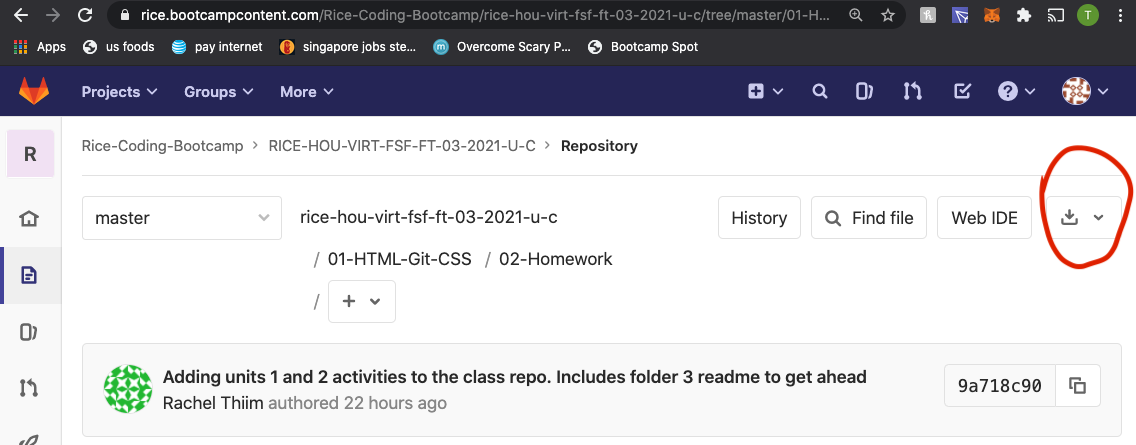 rice.bootcampcontent.com/Rice-Coding-Bootcamp/rice-hou-virt-fsf-ft-03-2021-u-c/tree/master/01-H...
T
Apps us foods pay internet singapore jobs ste... m Overcome Scary P... Bootcamp Spot
Projects Groups More
R
Rice-Coding-Bootcamp > RICE-HOU-VIRT-FSF-FT-03-2021-U-C > Repository
master
rice-hou-virt-fsf-ft-03-2021-u-c
History Find file Web IDE
/ 01-HTML-Git-CSS / 02-Homework
/ +
Adding units 1 and 2 activities to the class repo. Includes folder 3 readme to get ahead
Rachel Thiim authored 22 hours ago
9a718c90